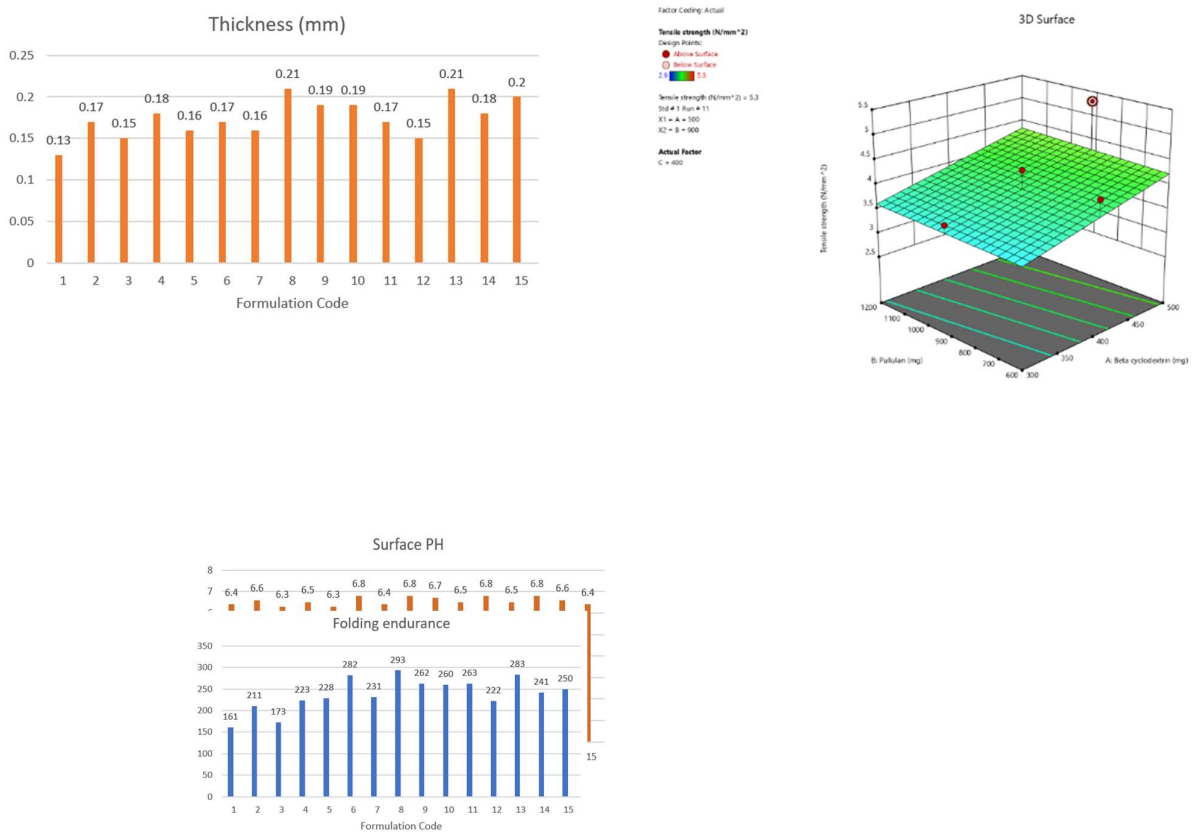 Thickness (mm)
0.25
0.2
0.15
0.1
0.05
0
0.13
0.17
0.15
0.18
0.16
0.17
0.16
0.21
0.19
0.19
0.17
0.15
0.21
0.18
0.2
1 2 3 4 5 6 7 8 9 10 11 12 13 14 15
Formulation Code
Factor Coding: Actual
Tensile strength (N/mm^2)
Design Points:
Above Surface
Below Surface
2.9 5.3
Tensile strength (N/mm^2) = 5.3
Std # 1 Run # 11
X1 = A = 500
X2 = B = 900
Actual Factor
C = 400
3D Surface
5.5
5
4.5
4
3.5
3
2.5
Tensile strength (N/mm^2)
1200
1100
1000
900
800
700
600
B: Pullulan (mg)
300
350
400
450
500
A: Beta cyclodextrin (mg)
Surface PH
8
7
6.4 6.6 6.3 6.5 6.3 6.8 6.4 6.8 6.7 6.5 6.8 6.5 6.8 6.6 6.4
15
Folding endurance
350
300
250
200
150
100
50
0
161 211 173 223 228 282 231 293 262 260 263 222 283 241 250
1 2 3 4 5 6 7 8 9 10 11 12 13 14 15
Formulation Code